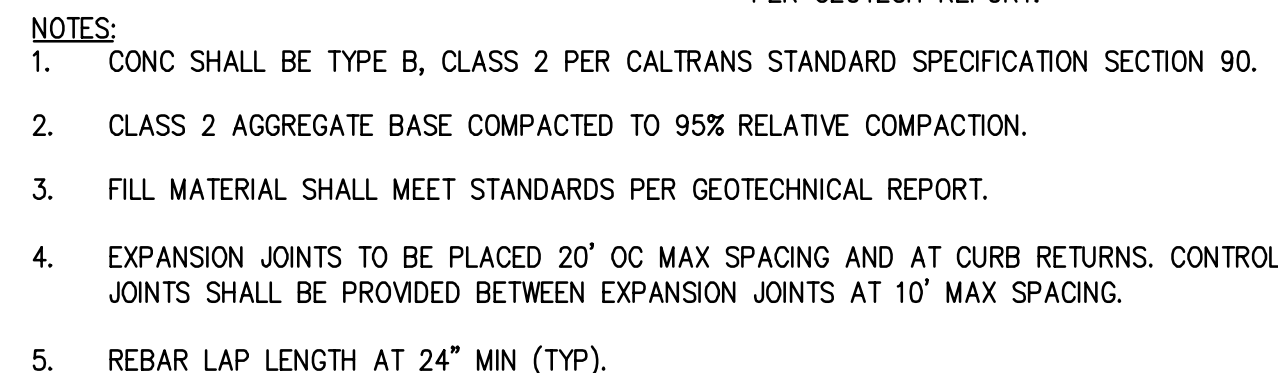 PER GEOTECH REPORT.
NOTES:
1. CONC SHALL BE TYPE B, CLASS 2 PER CALTRANS STANDARD SPECIFICATION SECTION 90.
2. CLASS 2 AGGREGATE BASE COMPACTED TO 95% RELATIVE COMPACTION.
3. FILL MATERIAL SHALL MEET STANDARDS PER GEOTECHNICAL REPORT.
4. EXPANSION JOINTS TO BE PLACED 20' OC MAX SPACING AND AT CURB RETURNS. CONTROL
JOINTS SHALL BE PROVIDED BETWEEN EXPANSION JOINTS AT 10' MAX SPACING.
5. REBAR LAP LENGTH AT 24" MIN (TYP).